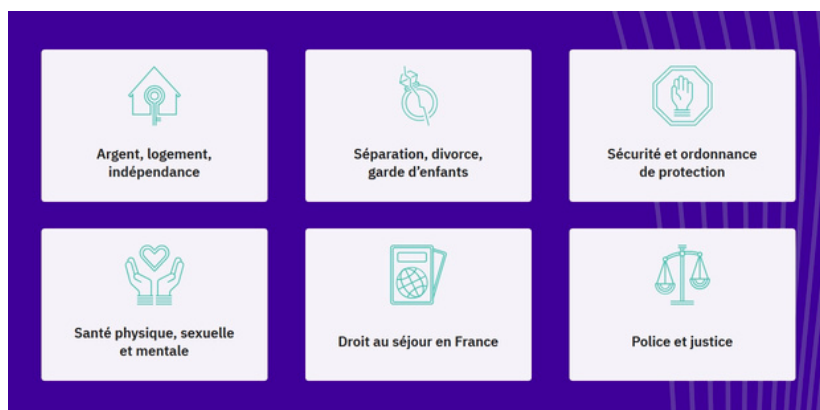 Argent, logement,
indépendance
Séparation, divorce,
garde d'enfants
Sécurité et ordonnance
de protection
Santé physique, sexuelle
et mentale
Droit au séjour en France
Police et justice